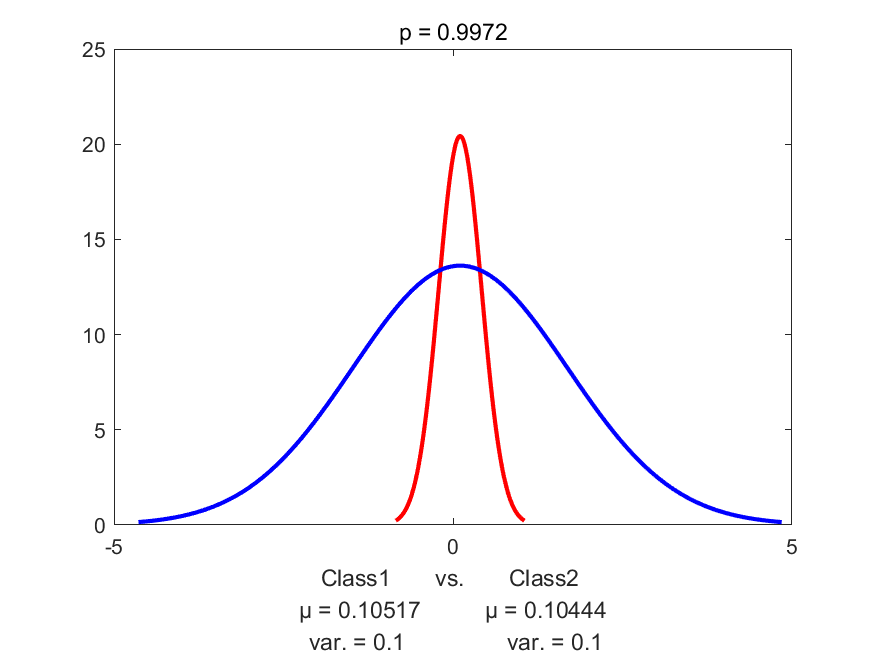 p = 0.9972
25
20
15
10
5
0
-5 0 5
Class1 vs. Class2
μ = 0.10517 μ = 0.10444
var. = 0.1 var. = 0.1